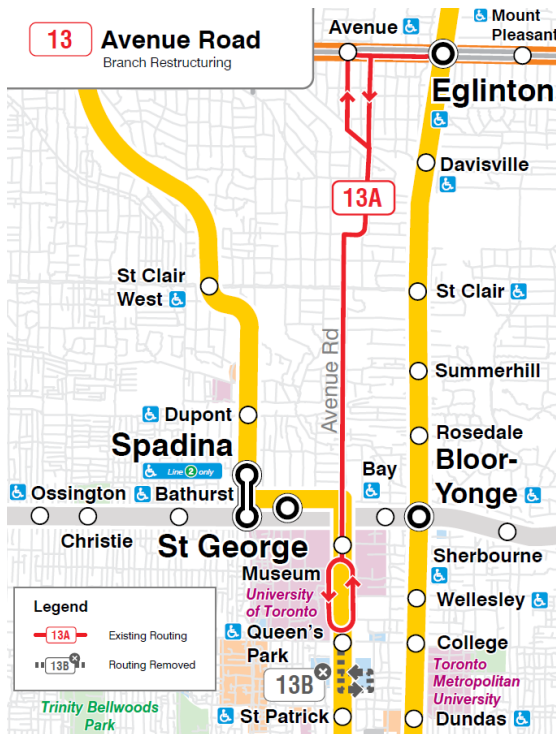 13 Avenue Road
Branch Restructuring
Avenue
Mount
Pleasant
Eglinton
Davisville
13A
St Clair
West
St Clair
Avenue Rd
Summerhill
Dupont
Rosedale
Spadina
Line 2 only
Bloor-
Yonge
Bay
Ossington
Bathurst
Christie
St George
Sherbourne
Museum
University
of Toronto
Wellesley
Queen's
Park
College
13B
Toronto
Metropolitan
University
St Patrick
Dundas
Legend
13A Existing Routing
13B Routing Removed
Trinity Bellwoods
Park